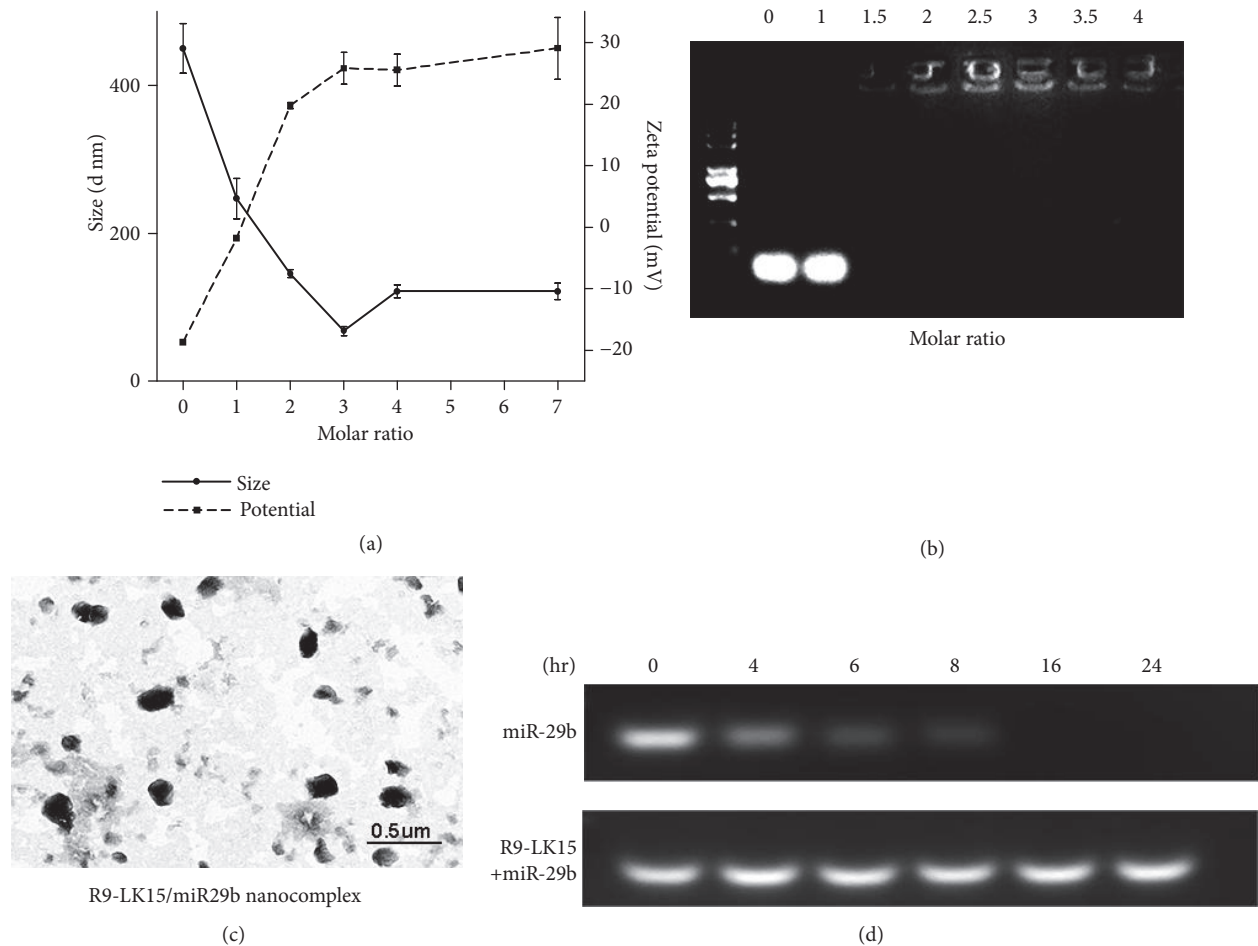 400
200
0
Size (d nm)
30
20
10
0
−10
−20
Zeta potential (mV)
0 1 2 3 4 5 6 7
Molar ratio
Size
Potential
(a)
0 1 1.5 2 2.5 3 3.5 4
Molar ratio
(b)
0.5um
R9-LK15/miR29b nanocomplex
(c)
(hr) 0 4 6 8 16 24
miR-29b
R9-LK15
+miR-29b
(d)